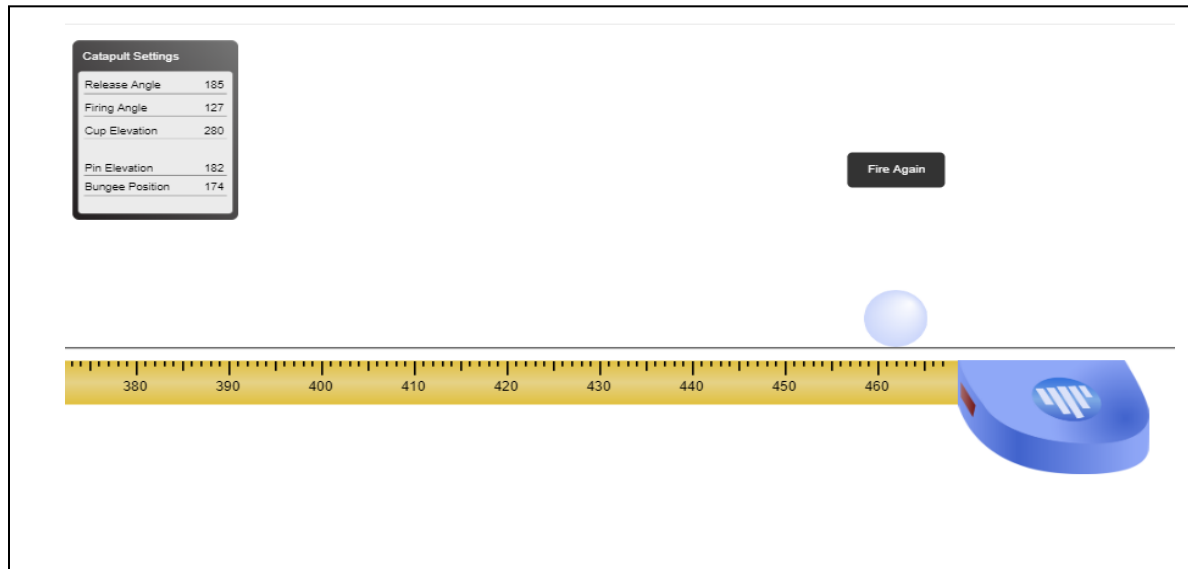 Catapult Settings
Release Angle 185
Firing Angle 127
Cup Elevation 280
Pin Elevation 182
Bungee Position 174
Fire Again
380 390 400 410 420 430 440 450 460